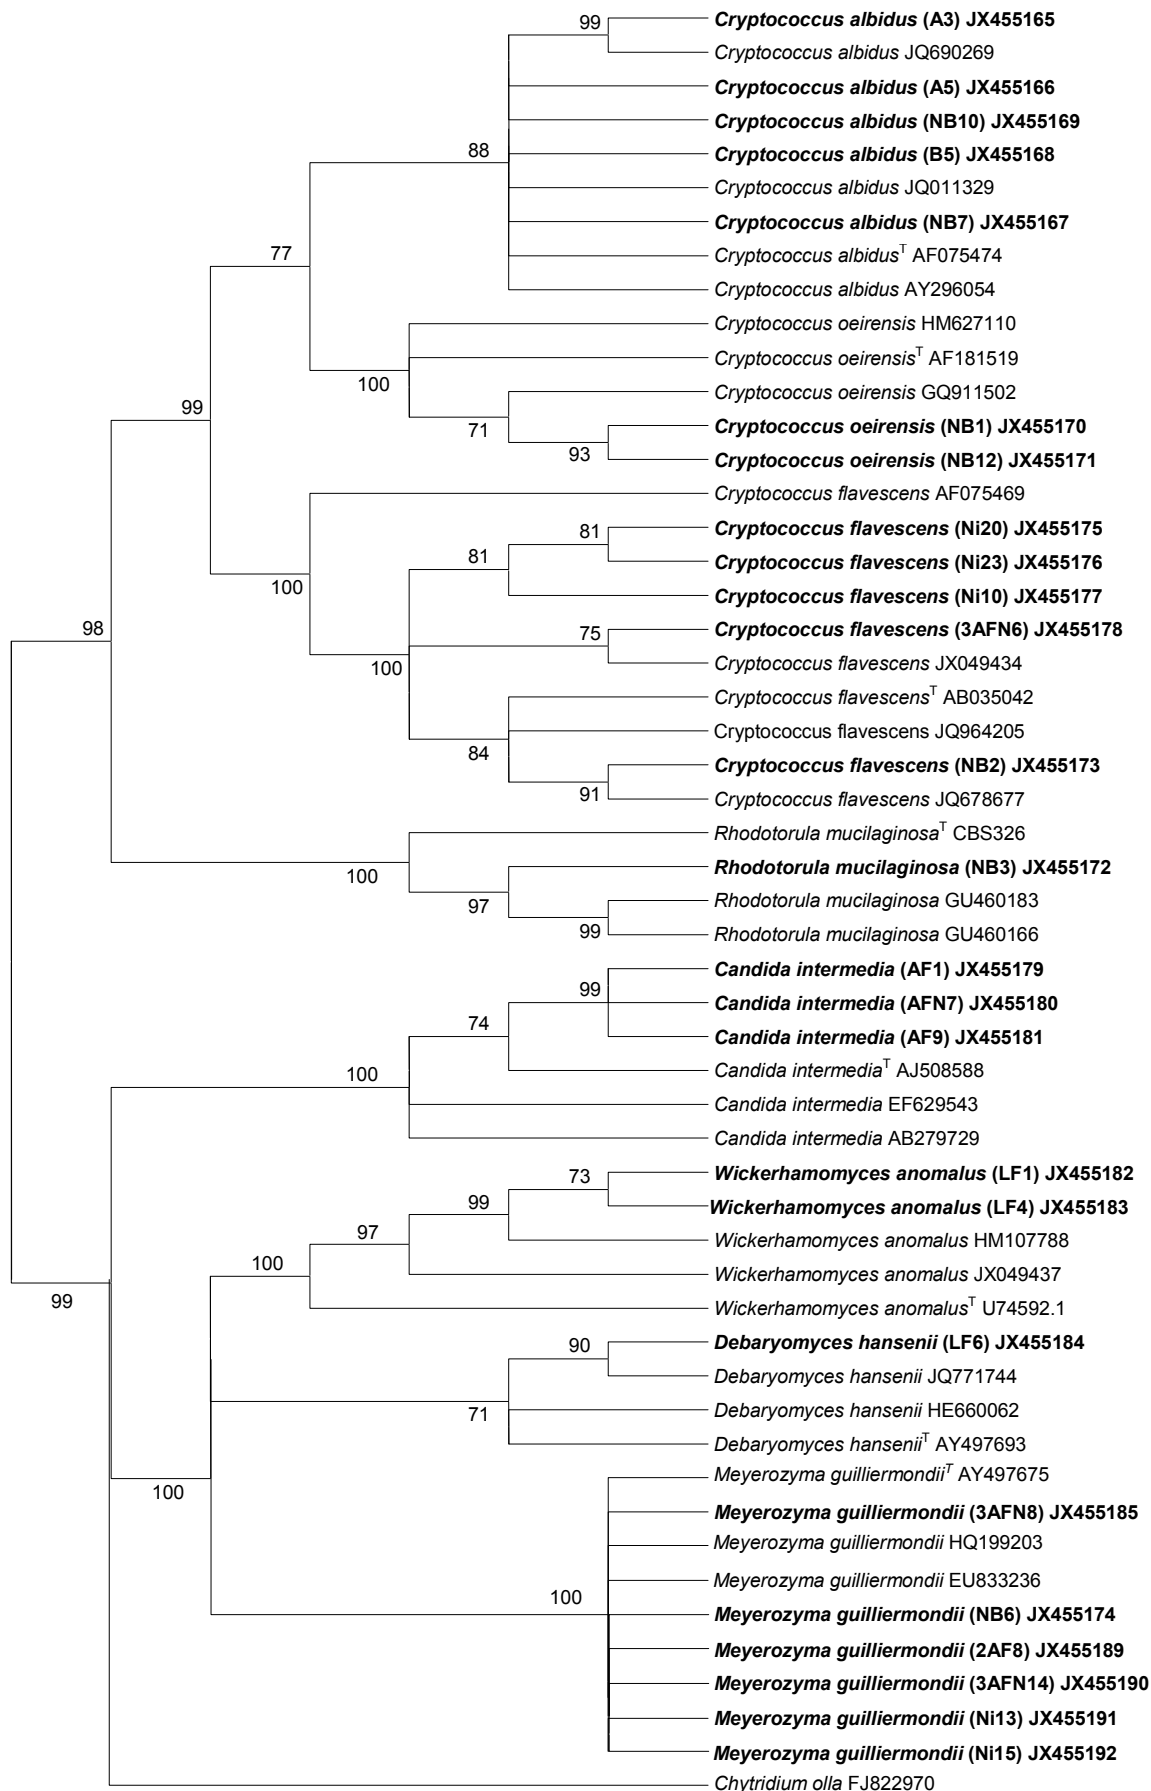 99
Cryptococcus albidus (A3) JX455165
Cryptococcus albidus JQ690269
Cryptococcus albidus (A5) JX455166
Cryptococcus albidus (NB10) JX455169
88
Cryptococcus albidus (B5) JX455168
Cryptococcus albidus JQ011329
Cryptococcus albidus (NB7) JX455167
77
Cryptococcus albidusT AF075474
Cryptococcus albidus AY296054
Cryptococcus oeirensis HM627110
Cryptococcus oeirensisT AF181519
100
Cryptococcus oeirensis GQ911502
99
71
Cryptococcus oeirensis (NB1) JX455170
93
Cryptococcus oeirensis (NB12) JX455171
Cryptococcus flavescens AF075469
81
Cryptococcus flavescens (Ni20) JX455175
81
Cryptococcus flavescens (Ni23) JX455176
100
Cryptococcus flavescens (Ni10) JX455177
98
75
Cryptococcus flavescens (3AFN6) JX455178
100
Cryptococcus flavescens JX049434
Cryptococcus flavescensT AB035042
Cryptococcus flavescens JQ964205
84
Cryptococcus flavescens (NB2) JX455173
91
Cryptococcus flavescens JQ678677
Rhodotorula mucilaginosaT CBS326
100
Rhodotorula mucilaginosa (NB3) JX455172
97
Rhodotorula mucilaginosa GU460183
99
Rhodotorula mucilaginosa GU460166
Candida intermedia (AF1) JX455179
99
Candida intermedia (AFN7) JX455180
74
Candida intermedia (AF9) JX455181
100
Candida intermediaT AJ508588
Candida intermedia EF629543
Candida intermedia AB279729
73
Wickerhamomyces anomalus (LF1) JX455182
99
Wickerhamomyces anomalus (LF4) JX455183
97
Wickerhamomyces anomalus HM107788
100
Wickerhamomyces anomalus JX049437
99
Wickerhamomyces anomalusT U74592.1
90
Debaryomyces hansenii (LF6) JX455184
Debaryomyces hansenii JQ771744
71
Debaryomyces hansenii HE660062
Debaryomyces hanseniiT AY497693
Meyerozyma guilliermondiiT AY497675
100
Meyerozyma guilliermondii (3AFN8) JX455185
Meyerozyma guilliermondii HQ199203
Meyerozyma guilliermondii EU833236
100
Meyerozyma guilliermondii (NB6) JX455174
Meyerozyma guilliermondii (2AF8) JX455189
Meyerozyma guilliermondii (3AFN14) JX455190
Meyerozyma guilliermondii (Ni13) JX455191
Meyerozyma guilliermondii (Ni15) JX455192
Chytridium olla FJ822970